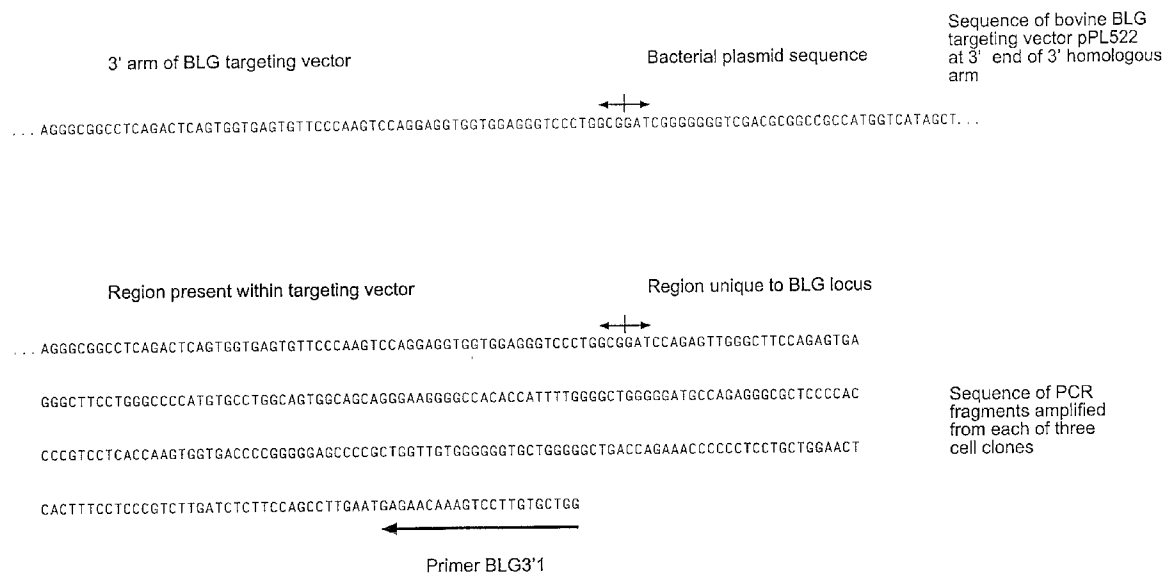 3' arm of BLG targeting vector
Bacterial plasmid sequence
Sequence of bovine BLG
targeting vector pPL522
at 3' end of 3' homologous
arm
... AGGGCGGCCTCAGACTCAGTGGTGAGTGTTCCCAAGTCCAGGAGGTGGTGGAGGGTCCCTGGCGGATCGGGGGGGTCGACGCGGCCGCCATGGTCATAGCT...
Region present within targeting vector
Region unique to BLG locus
... AGGGCGGCCTCAGACTCAGTGGTGAGTGTTCCCAAGTCCAGGAGGTGGTGGAGGGTCCCTGGCGGATCCAGAGTTGGGCTTCCAGAGTGA
GGGCTTCCTGGGCCCCATGTGCCTGGCAGTGGCAGCAGGGAAGGGGCCACACCATTTTGGGGCTGGGGGATGCCAGAGGGCGCTCCCCAC
CCCGTCCTCACCAAGTGGTGACCCCGGGGGAGCCCCGCTGGTTGTGGGGGGTGCTGGGGGCTGACCAGAAACCCCCCTCCTGCTGGAACT
CACTTTCCTCCCGTCTTGATCTCTTCCAGCCTTGAATGAGAACAAAGTCCTTGTGCTGG
Sequence of PCR
fragments amplified
from each of three
cell clones
Primer BLG3'1